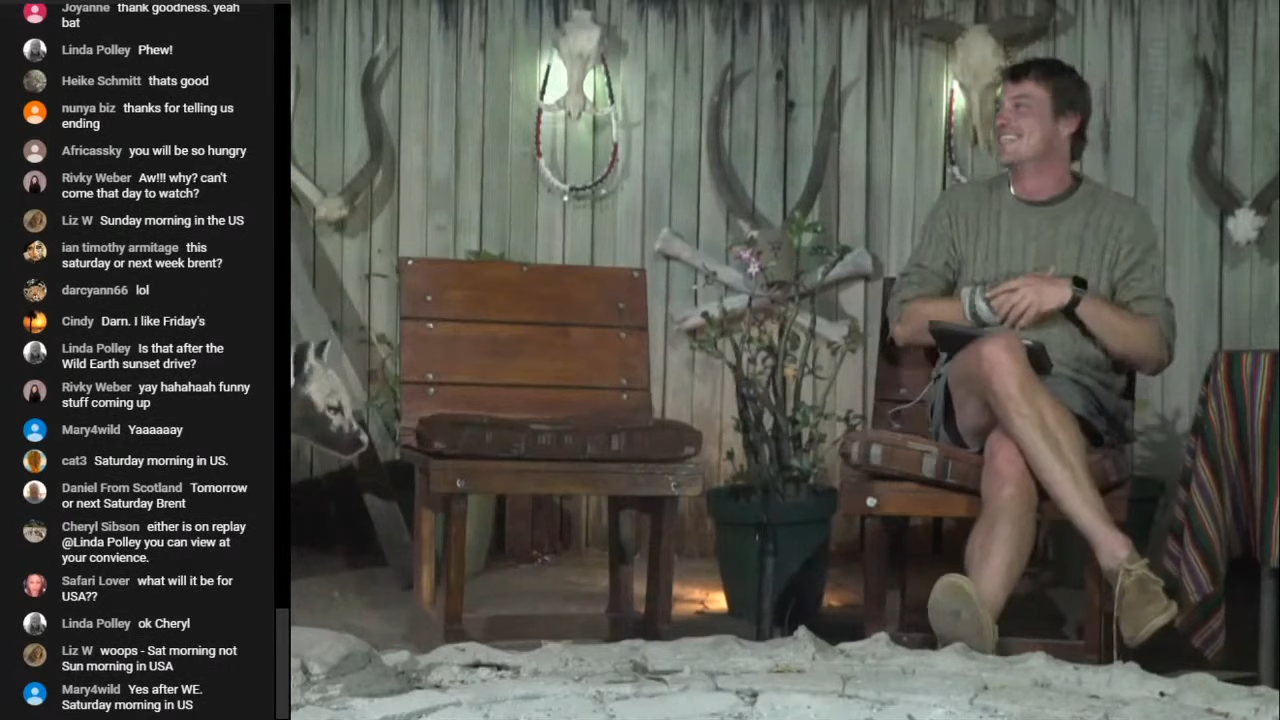 Joyanne thank goodness. yeah
bat
Linda Polley Phew!
Heike Schmitt thats good
nunya biz thanks for telling us
ending
Africassky you will be so hungry
Rivky Weber Aw!!! why? can't
come that day to watch?
Liz W Sunday morning in the US
ian timothy armitage this
saturday or next week brent?
darcyann66 lol
Cindy Darn. I like Friday's
Linda Polley Is that after the
Wild Earth sunset drive?
Rivky Weber yay hahahaah funny
stuff coming up
Mary4wild Yaaaaaay
cat3 Saturday morning in US.
Daniel From Scotland Tomorrow
or next Saturday Brent
Cheryl Sibson either is on replay
@Linda Polley you can view at
your convience.
Safari Lover what will it be for
USA??
Linda Polley ok Cheryl
Liz W woops - Sat morning not
Sun morning in USA
Mary4wild Yes after WE.
Saturday morning in US